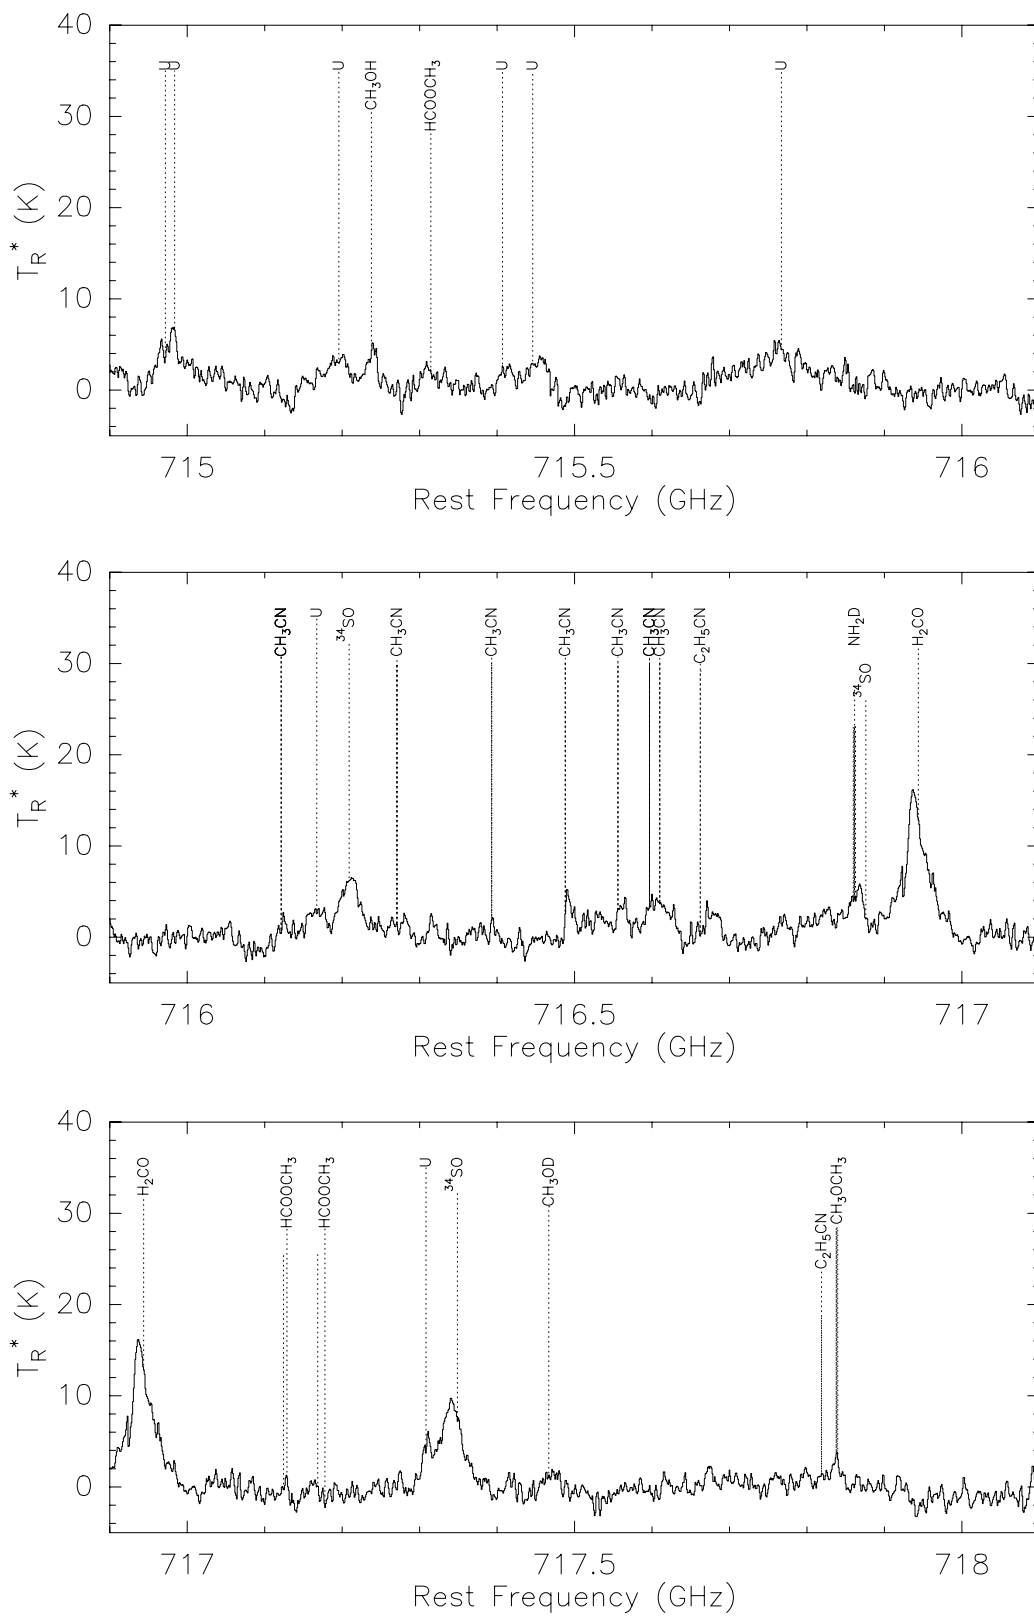 40
30
20
10
0
T_R^* (K)
U
U
U
CH₃OH
HCOOCH₃
U
U
U
715
715.5
716
Rest Frequency (GHz)
40
30
20
10
0
T_R^* (K)
CH₃CN
U
³⁴SO
CH₃CN
CH₃CN
CH₃CN
CH₃CN
CH₃CN
CH₃CN
C₂H₅CN
NH₂D
³⁴SO
H₂CO
716
716.5
717
Rest Frequency (GHz)
40
30
20
10
0
T_R^* (K)
H₂CO
HCOOCH₃
HCOOCH₃
U
³⁴SO
CH₃OD
C₂H₅CN
CH₃OCH₃
717
717.5
718
Rest Frequency (GHz)